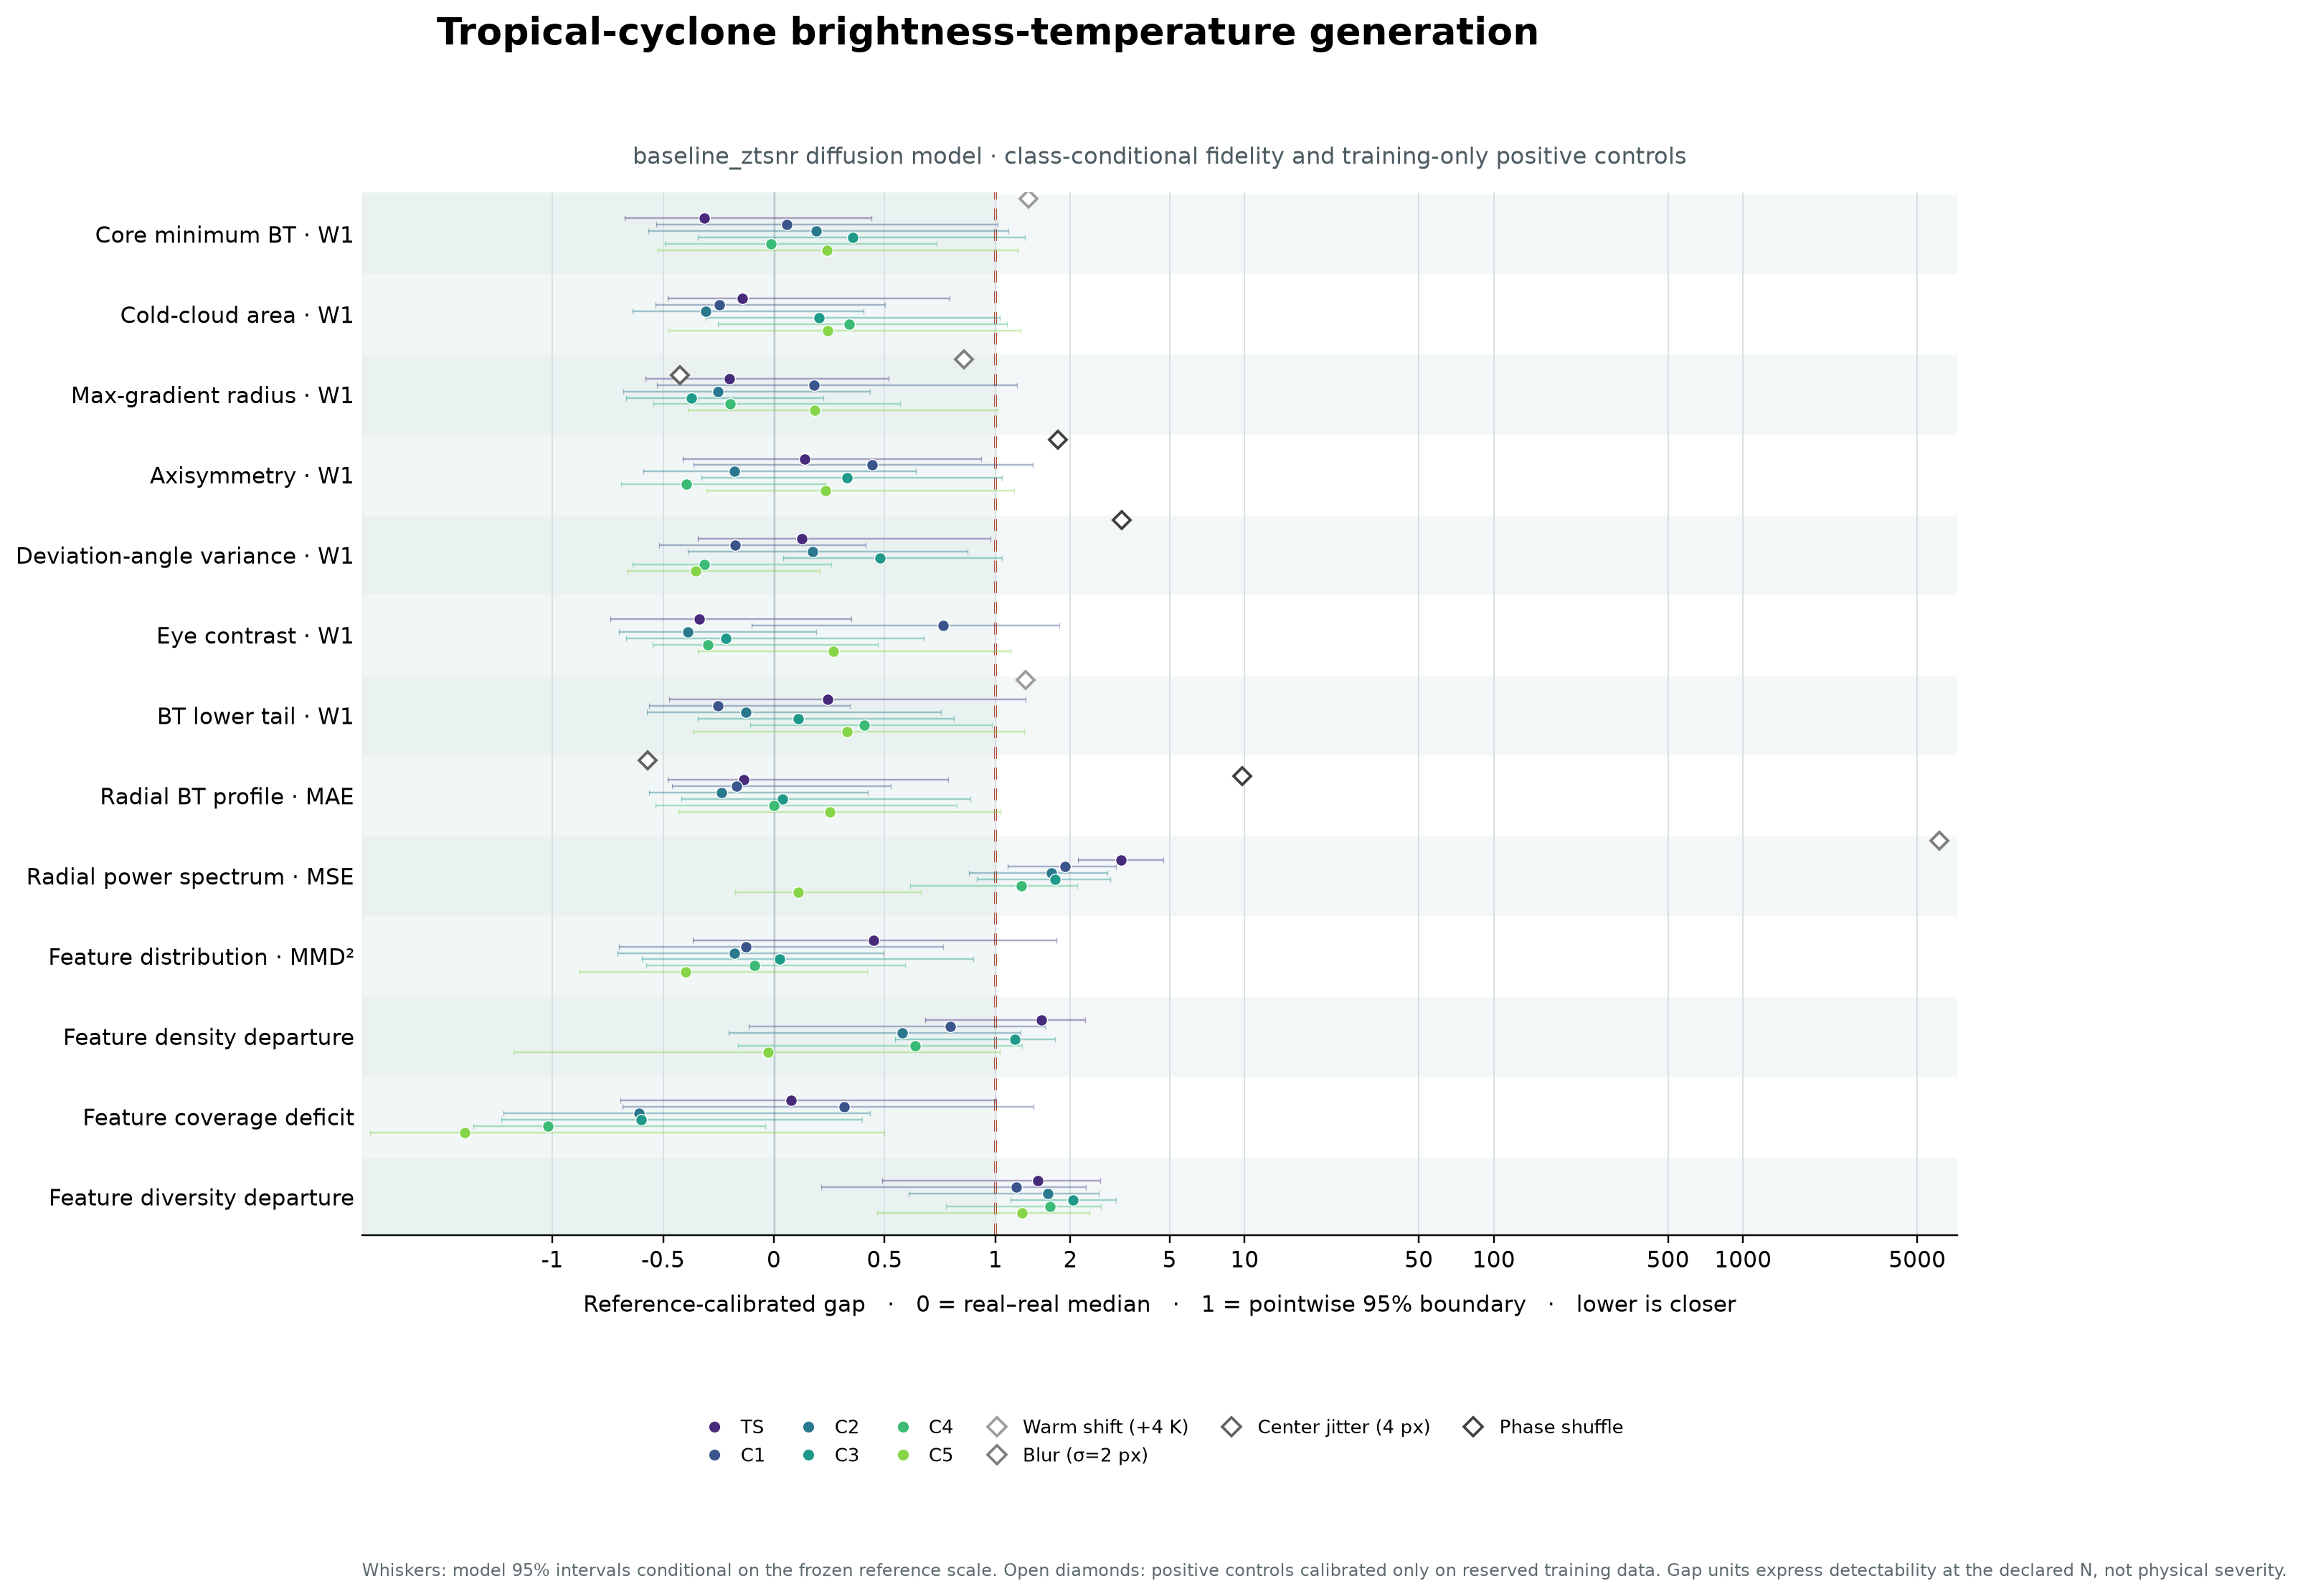 Tropical-cyclone brightness-temperature generation
baseline_ztsnr diffusion model · class-conditional fidelity and training-only positive controls
Core minimum BT · W1
Cold-cloud area · W1
Max-gradient radius · W1
Axisymmetry · W1
Deviation-angle variance · W1
Eye contrast · W1
BT lower tail · W1
Radial BT profile · MAE
Radial power spectrum · MSE
Feature distribution · MMD²
Feature density departure
Feature coverage deficit
Feature diversity departure
-1 -0.5 0 0.5 1 2 5 10 50 100 500 1000 5000
Reference-calibrated gap · 0 = real–real median · 1 = pointwise 95% boundary · lower is closer
TS C2 C4 Warm shift (+4 K) Center jitter (4 px) Phase shuffle
C1 C3 C5 Blur (σ=2 px)
Whiskers: model 95% intervals conditional on the frozen reference scale. Open diamonds: positive controls calibrated only on reserved training data. Gap units express detectability at the declared N, not physical severity.